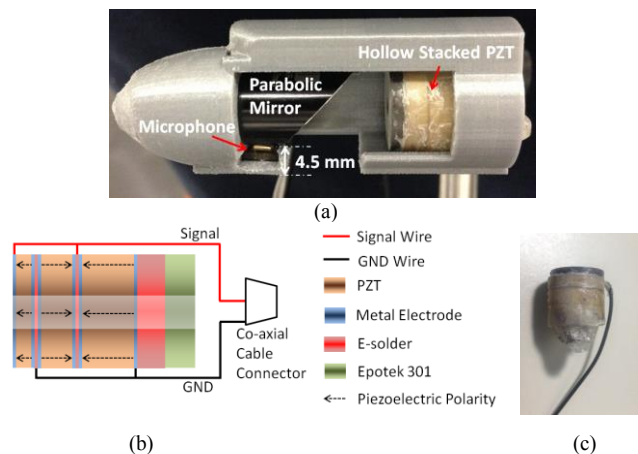 Hollow Stacked PZT
Parabolic
Mirror
Microphone
4.5 mm
(a)
Signal
GND
Co-axial
Cable
Connector
Signal Wire
GND Wire
PZT
Metal Electrode
E-solder
Epotek 301
Piezoelectric Polarity
(b)
(c)